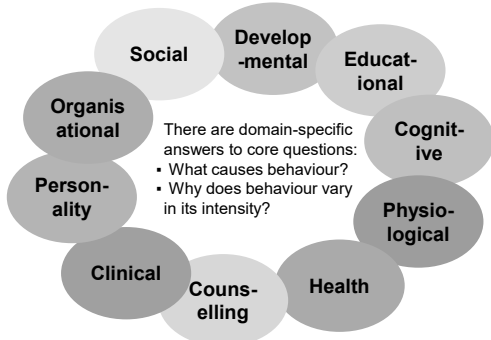 Social
Develop
-mental
Educat-
ional
Cognit-
ive
Physio-
logical
Health
Couns-
elling
Clinical
Person-
ality
Organis
ational
There are domain-specific
answers to core questions:
▪ What causes behaviour?
▪ Why does behaviour vary
in its intensity?